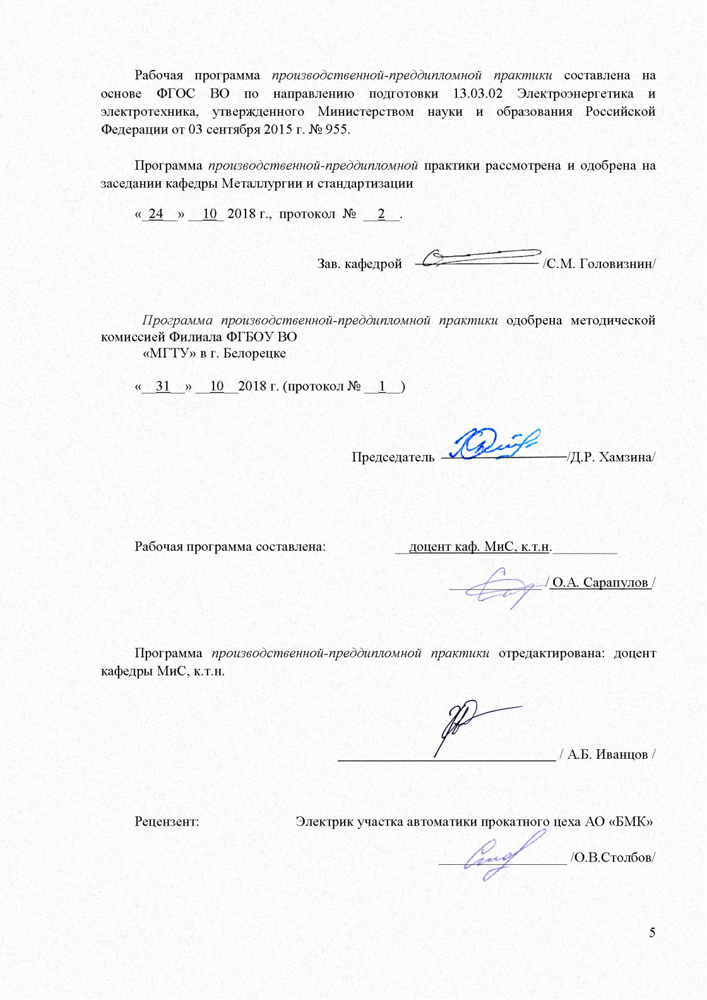 Рабочая программа производственной-преддипломной практики составлена на
основе ФГОС ВО по направлению подготовки 13.03.02 Электроэнергетика и
электротехника, утвержденного Министерством науки и образования Российской
Федерации от 03 сентября 2015 г. № 955.
Программа производственной-преддипломной практики рассмотрена и одобрена на
заседании кафедры Металлургии и стандартизации
«_24__» __10_ 2018 г., протокол № __2__.
Зав. кафедрой /С.М. Головизнин/
Программа производственной-преддипломной практики одобрена методической
комиссией Филиала ФГБОУ ВО
«МГТУ» в г. Белорецке
«__31__» __10__2018 г. (протокол № __1__)
Председатель /Д.Р. Хамзина/
Рабочая программа составлена: __доцент каф. МиС, к.т.н._________
_____________ / О.А. Сарапулов /
Программа производственной-преддипломной практики отредактирована: доцент
кафедры МиС, к.т.н.
/ А.Б. Иванцов /
Рецензент: Электрик участка автоматики прокатного цеха АО «БМК»
__________________ /О.В.Столбов/
5